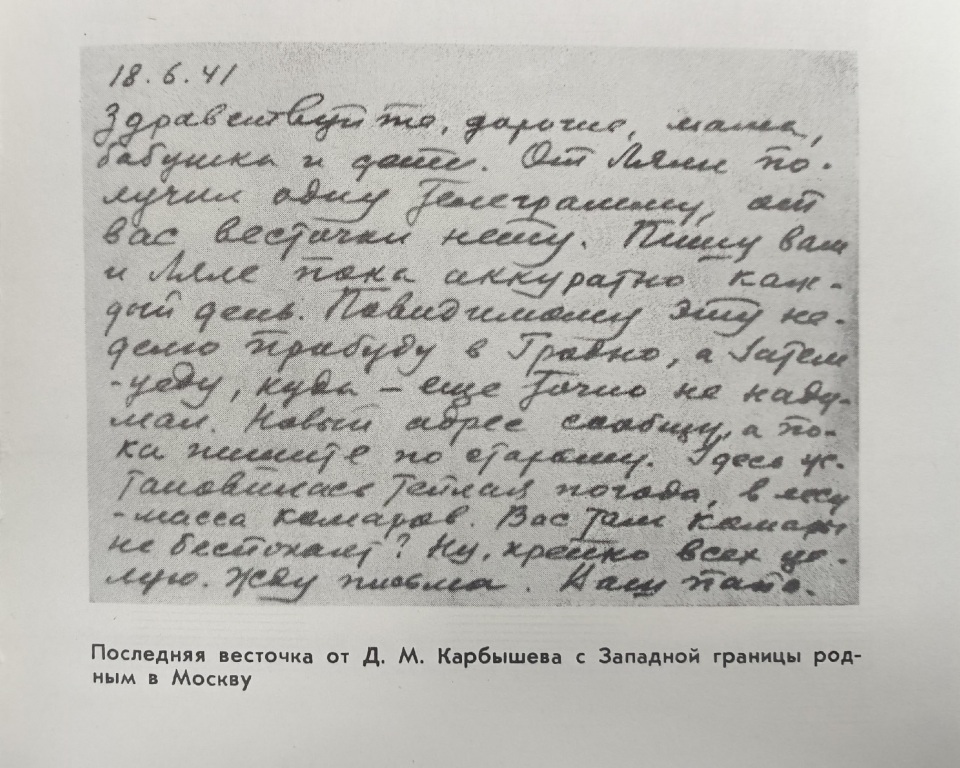 18.6.41
Здравствуйте, дорогие, мама,
бабушка и дети. От Ляли по-
лучил одну телеграмму, от
вас весточки нету. Пишу вам
и Ляле пока аккуратно каж-
дый день. Повидимому эту не-
делю прабуду в Гродно, а затем
-уеду, куды – еще точно не наду-
мал. Новый адрес сообщу, а по-
ка пишите по старому. Здесь ус-
тановилась теплая погода, в лесу
-масса комаров. Вас там комары
не беспокоят? Ну, крепко всех це-
лую. Жду письма. Ваш папа.
Последняя весточка от Д. М. Карбышева с Западной границы род-
ным в Москву